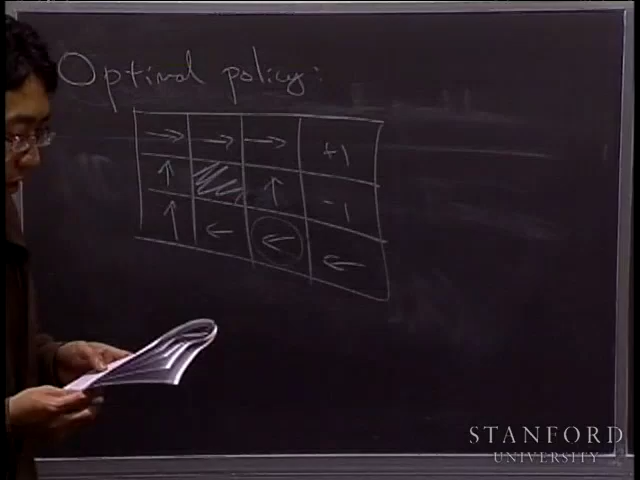 Optimal policy:
→ → → +1
↑ ↑ -1
↑ ← ← ←
STANFORD
UNIVERSITY